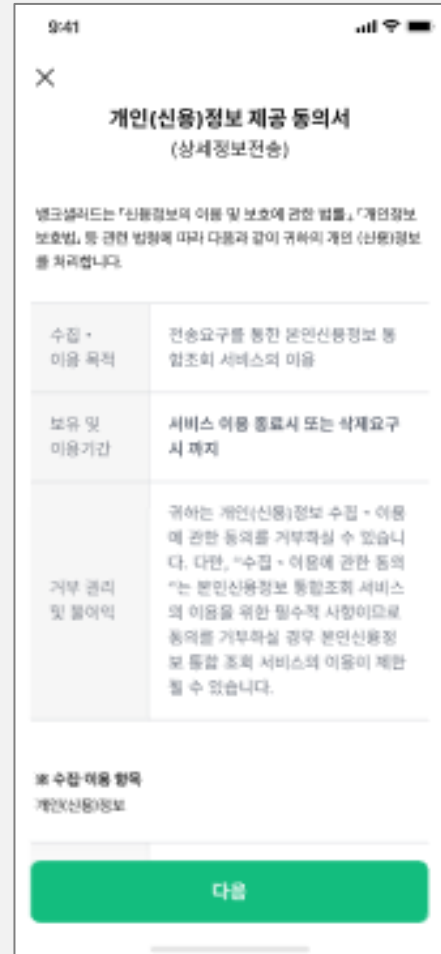 9:41
개인(신용)정보 제공 동의서
(상세정보전송)
뱅크샐러드는 「신용정보의 이용 및 보호에 관한 법률」, 「개인정보
보호법」 등 관련 법령에 따라 다음과 같이 귀하의 개인 (신용)정보
를 처리합니다.
수집・
이용 목적
전송요구를 통한 본인신용정보 통
합조회 서비스의 이용
보유 및
이용기간
서비스 이용 종료시 또는 삭제요구
시 까지
거부 권리
및 불이익
귀하는 개인(신용)정보 수집・이용
에 관한 동의를 거부하실 수 있습니
다. 다만, “수집・이용에 관한 동의
”는 본인신용정보 통합조회 서비스
의 이용을 위한 필수적 사항이므로
동의를 거부하실 경우 본인신용정
보 통합 조회 서비스의 이용이 제한
될 수 있습니다.
※ 수집·이용 항목
개인(신용)정보
다음